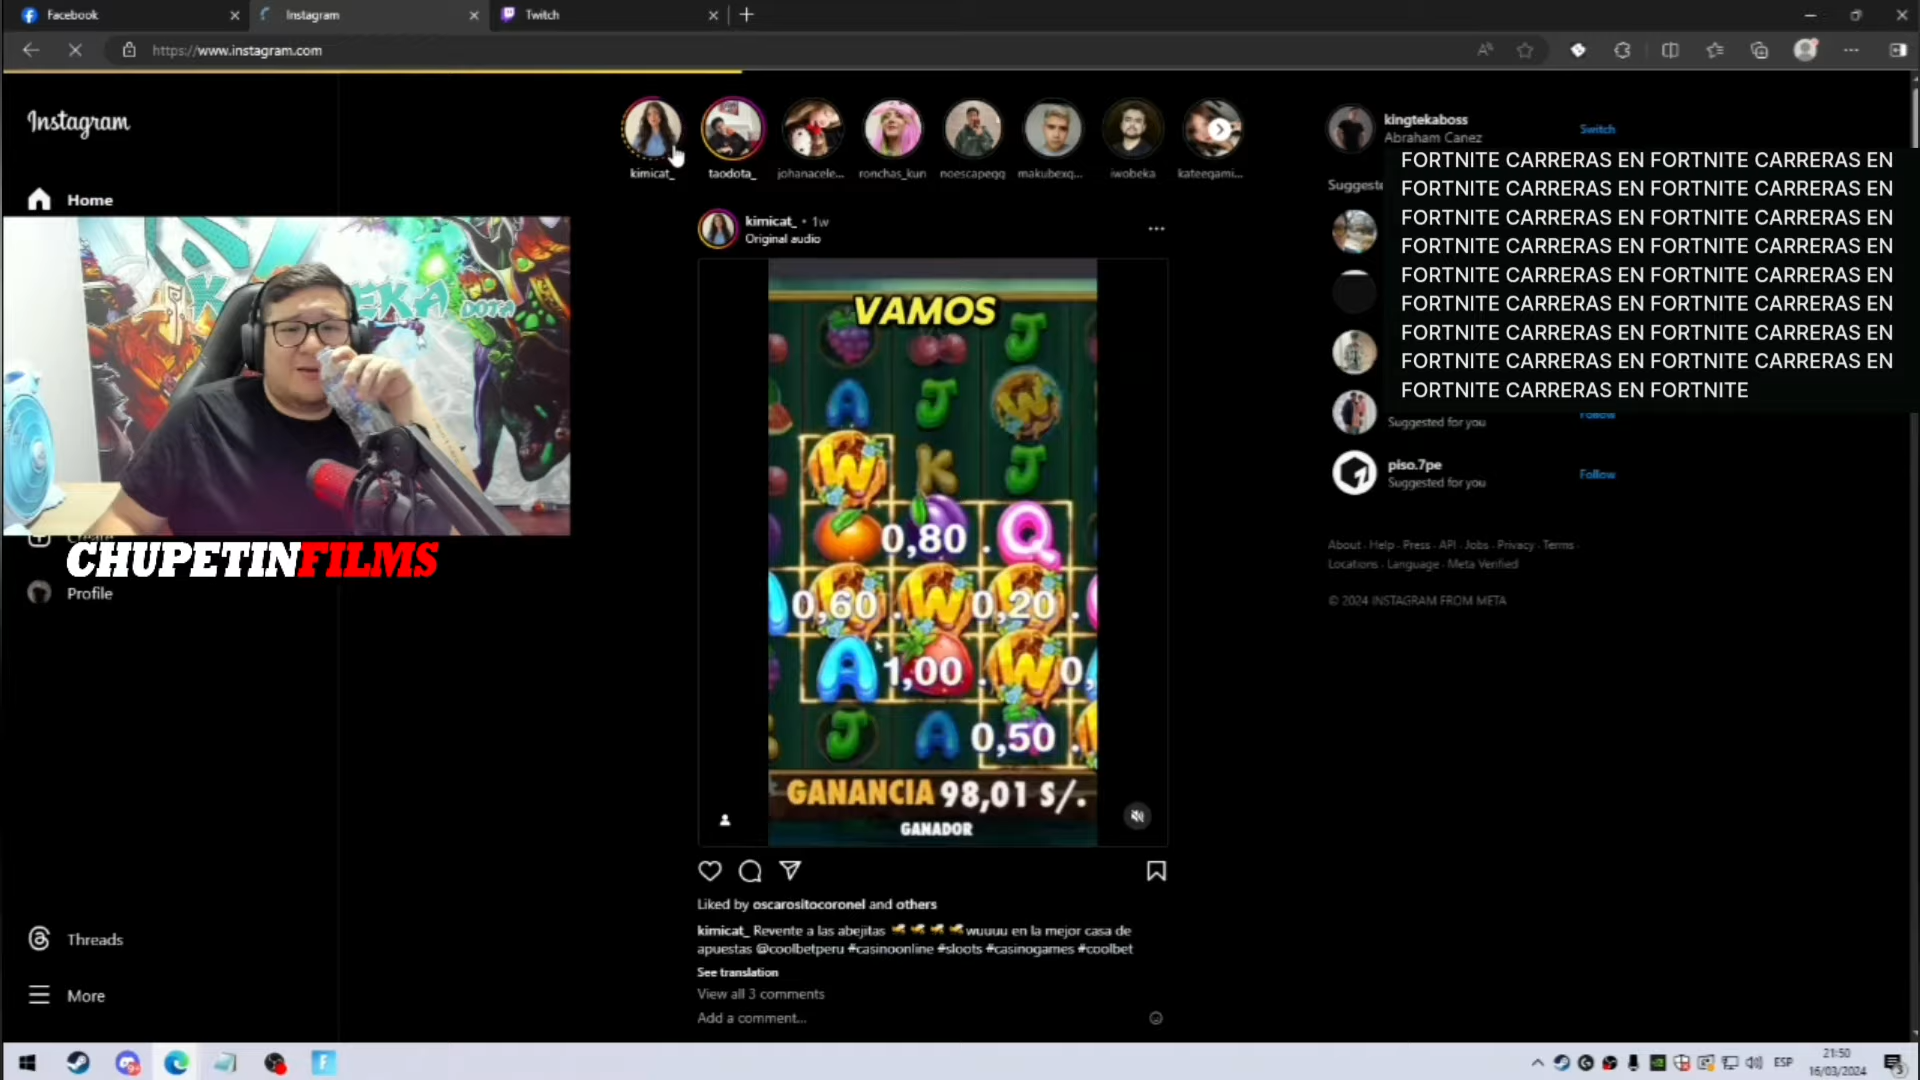 Facebook
Instagram
Twitch
https://www.instagram.com
Instagram
Home
Profile
Threads
More
kimicat_
taodota_
johanacele...
ronchas_kun
noescapegg
makubexq...
iwobeka
kateegami...
kimicat_ • 1w
Original audio
VAMOS
J
A
J
W
W
K
J
0,80 .
Q
0,60 .
W
0,20 .
A
1,00 .
W
0,
J
A
0,50 .
GANANCIA 98,01 S/.
GANADOR
Liked by oscarositocoronel and others
kimicat_ Revente a las abejitas 🐝 🐝 🐝 🐝wuuuu en la mejor casa de
apuestas @coolbetperu #casinoonline #sloots #casinogames #coolbet
See translation
View all 3 comments
Add a comment...
kingtekaboss
Abraham Canez
Switch
FORTNITE CARRERAS EN FORTNITE CARRERAS EN
FORTNITE CARRERAS EN FORTNITE CARRERAS EN
FORTNITE CARRERAS EN FORTNITE CARRERAS EN
FORTNITE CARRERAS EN FORTNITE CARRERAS EN
FORTNITE CARRERAS EN FORTNITE CARRERAS EN
FORTNITE CARRERAS EN FORTNITE CARRERAS EN
FORTNITE CARRERAS EN FORTNITE CARRERAS EN
FORTNITE CARRERAS EN FORTNITE CARRERAS EN
FORTNITE CARRERAS EN FORTNITE
Suggested for you
Follow
piso.7pe
Suggested for you
Follow
About · Help · Press · API · Jobs · Privacy · Terms ·
Locations · Language · Meta Verified
© 2024 INSTAGRAM FROM META
DOTA
CHUPETINFILMS
ESP
21:50
16/03/2024